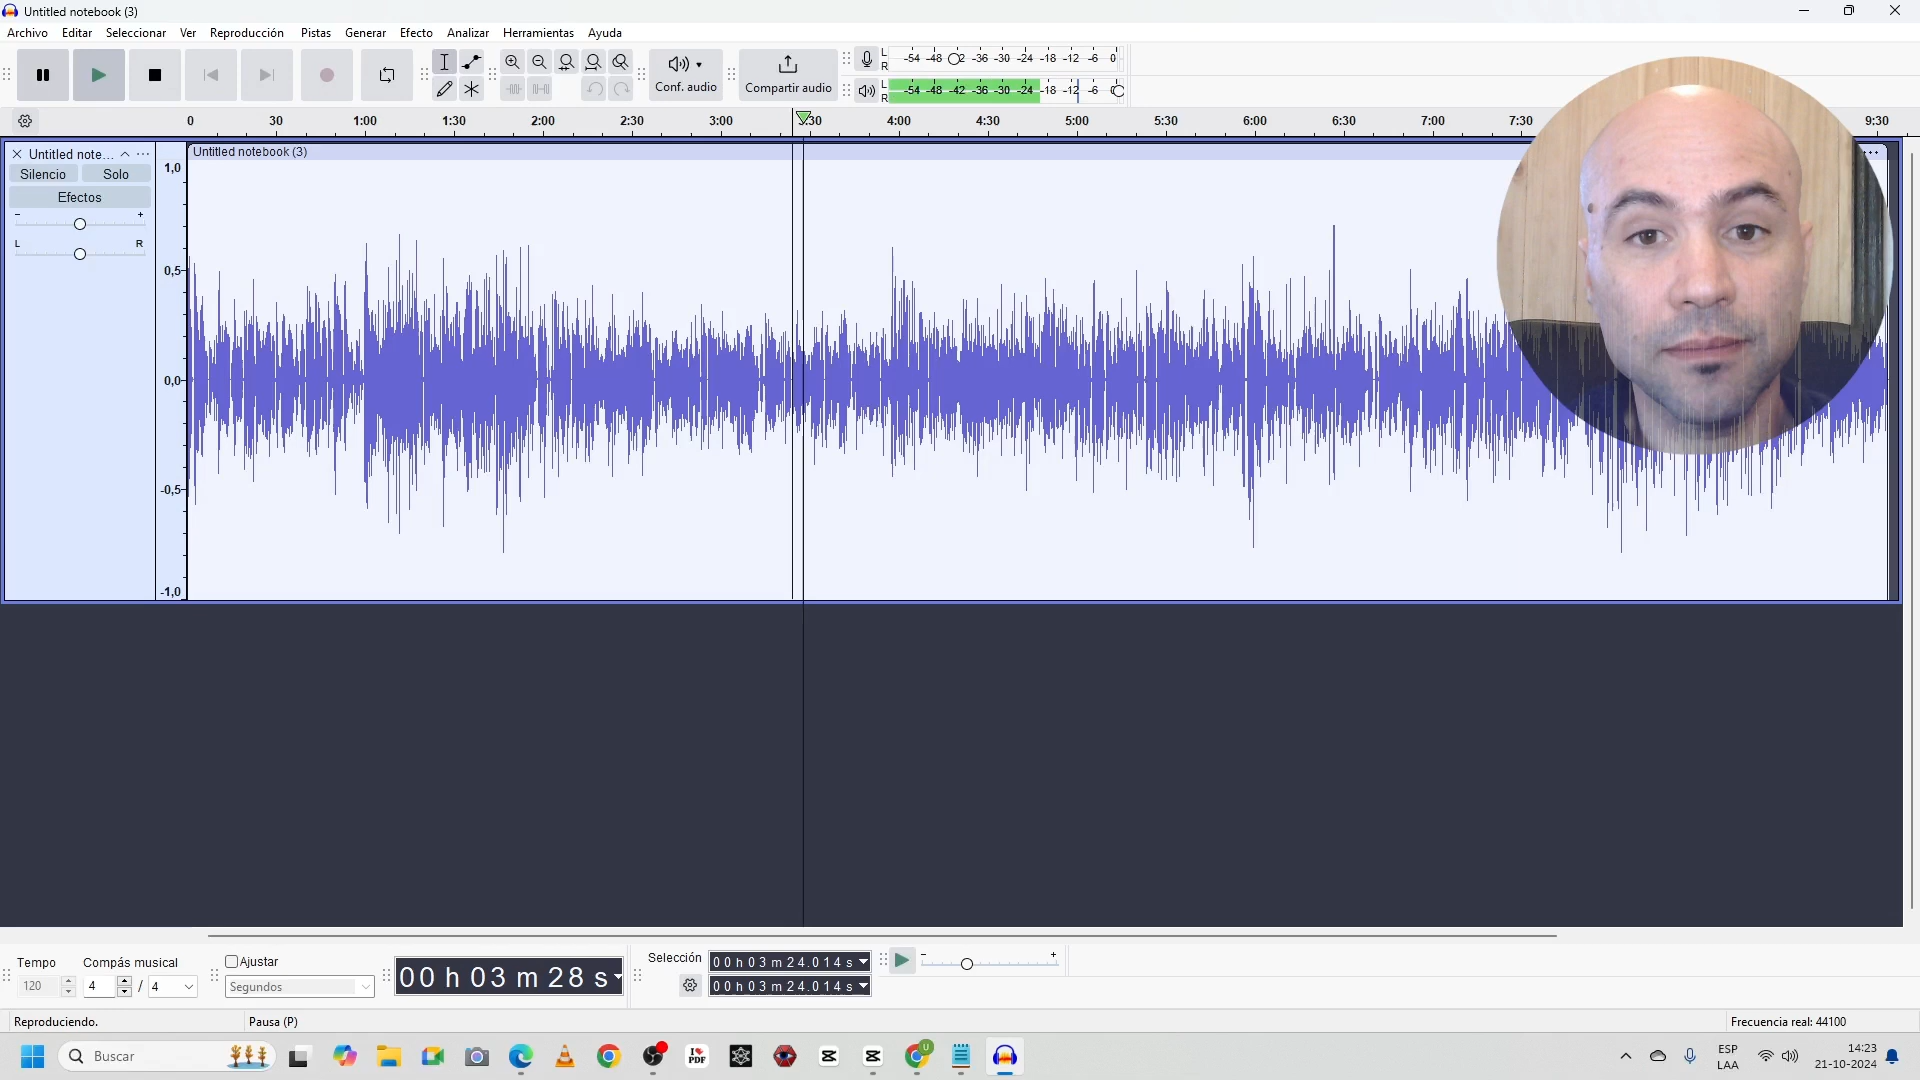 Untitled notebook (3)
Archivo Editar Seleccionar Ver Reproducción Pistas Generar Efecto Analizar Herramientas Ayuda
Conf. audio
Compartir audio
L
R
-54 -48 2 -36 -30 -24 -18 -12 -6 0
L
R
-54 -48 -42 -36 -30 -24 -18 -12 -6
0 30 1:00 1:30 2:00 2:30 3:00 3:30 4:00 4:30 5:00 5:30 6:00 6:30 7:00 7:30 9:30
Untitled note...
Silencio Solo
Efectos
- +
L R
1,0
0,5
0,0
-0,5
-1,0
Untitled notebook (3)
Tempo
120
Compás musical
4 / 4
Ajustar
Segundos
00 h 03 m 28 s
Selección
00 h 03 m 24.014 s
00 h 03 m 24.014 s
- +
Reproduciendo.
Pausa (P)
Frecuencia real: 44100
Buscar
I PDF
U
ESP
LAA
14:23
21-10-2024